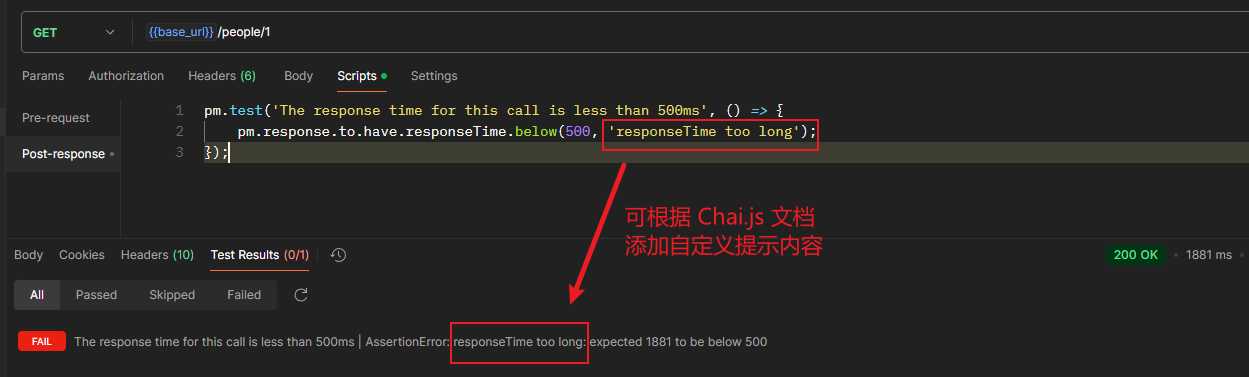 GET {{base_url}}/people/1
Params Authorization Headers (6) Body Scripts Settings
Pre-request
Post-response
1 pm.test('The response time for this call is less than 500ms', () => {
2 pm.response.to.have.responseTime.below(500, 'responseTime too long');
3 });
可根据 Chai.js 文档
添加自定义提示内容
Body Cookies Headers (10) Test Results (0/1) 200 OK 1881 ms
All Passed Skipped Failed
FAIL The response time for this call is less than 500ms | AssertionError: responseTime too long: expected 1881 to be below 500